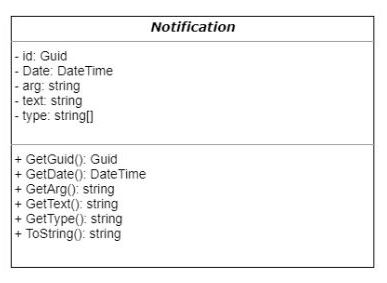 Notification
- id: Guid
- Date: DateTime
- arg: string
- text: string
- type: string[]
+ GetGuid(): Guid
+ GetDate(): DateTime
+ GetArg(): string
+ GetText(): string
+ GetType(): string
+ ToString(): string